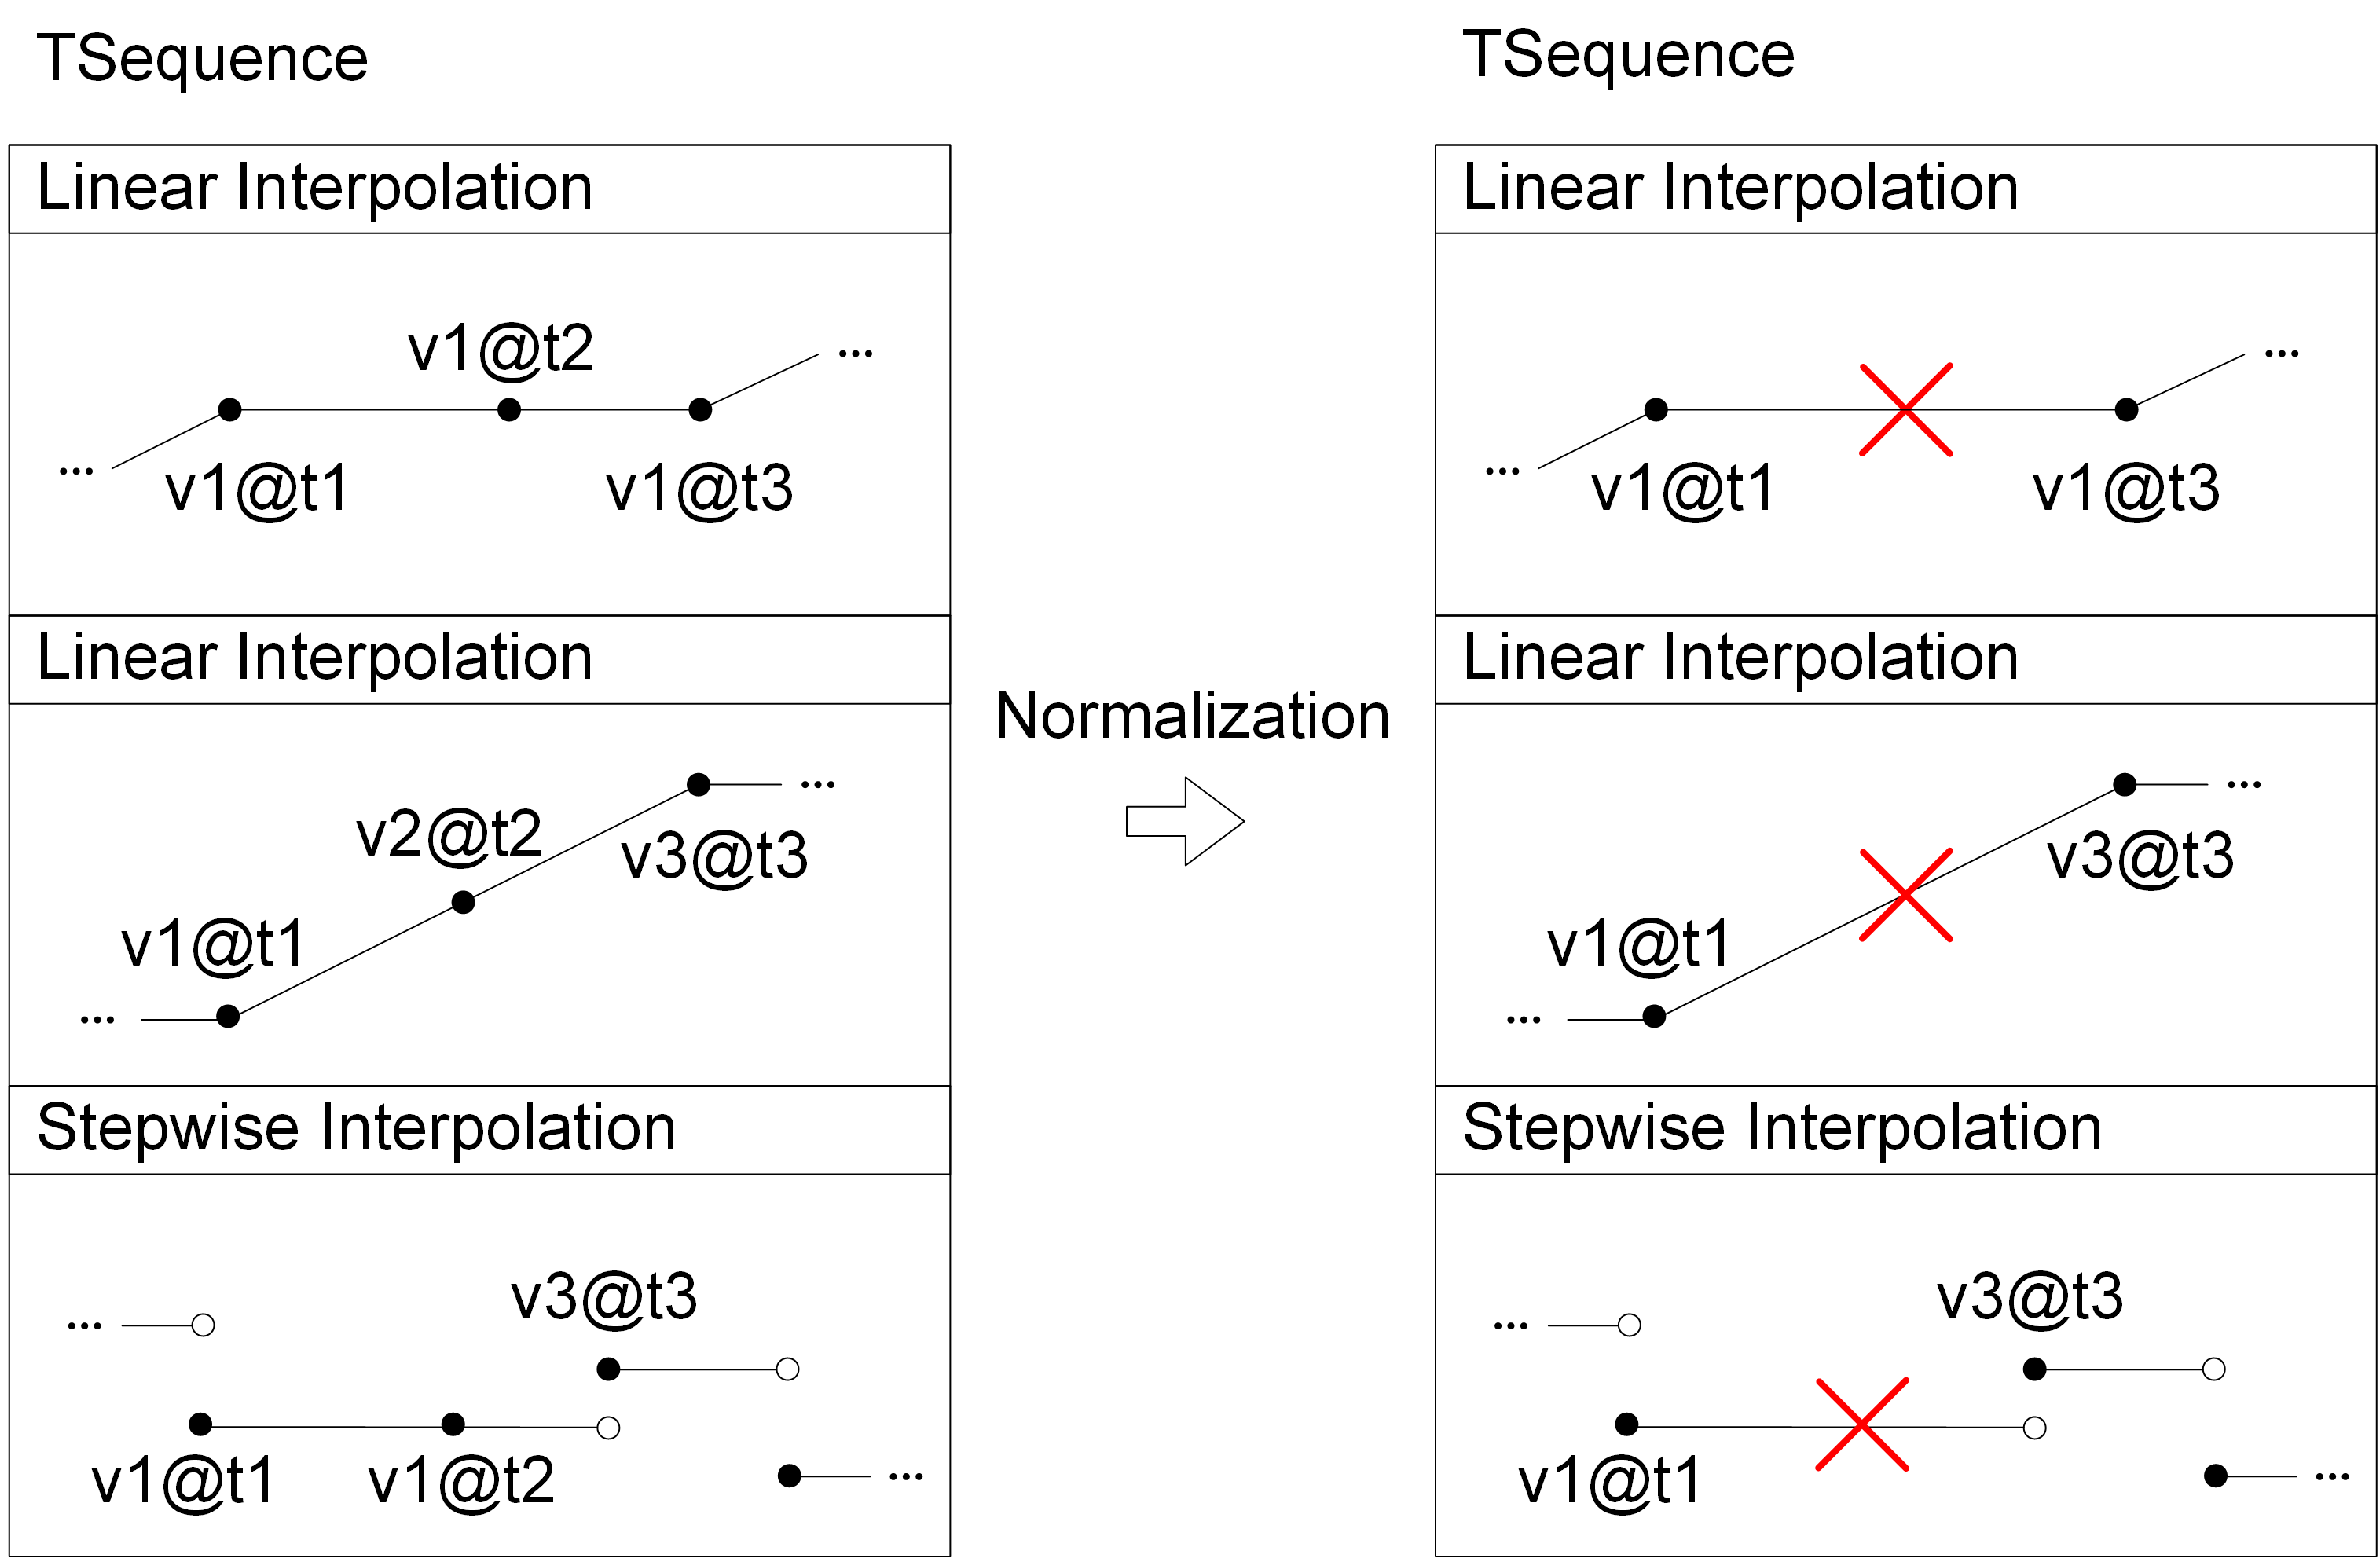 TSequence
Linear Interpolation
v1@t2
...
...
v1@t1
v1@t3
Linear Interpolation
...
v2@t2
v3@t3
v1@t1
...
Stepwise Interpolation
v3@t3
...
v1@t1
v1@t2
...
Normalization
TSequence
Linear Interpolation
...
...
v1@t1
v1@t3
Linear Interpolation
...
v3@t3
v1@t1
...
Stepwise Interpolation
v3@t3
...
v1@t1
...